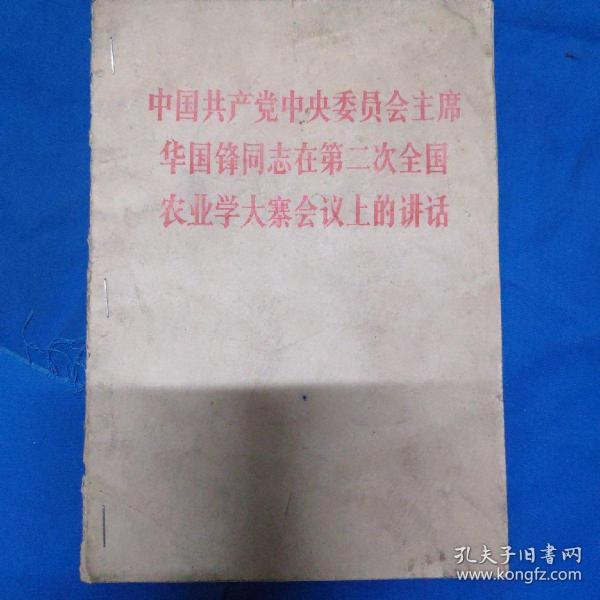 中国共产党中央委员会主席
华国锋同志在第二次全国
农业学大寨会议上的讲话
孔夫子旧书网
www.kongfz.com